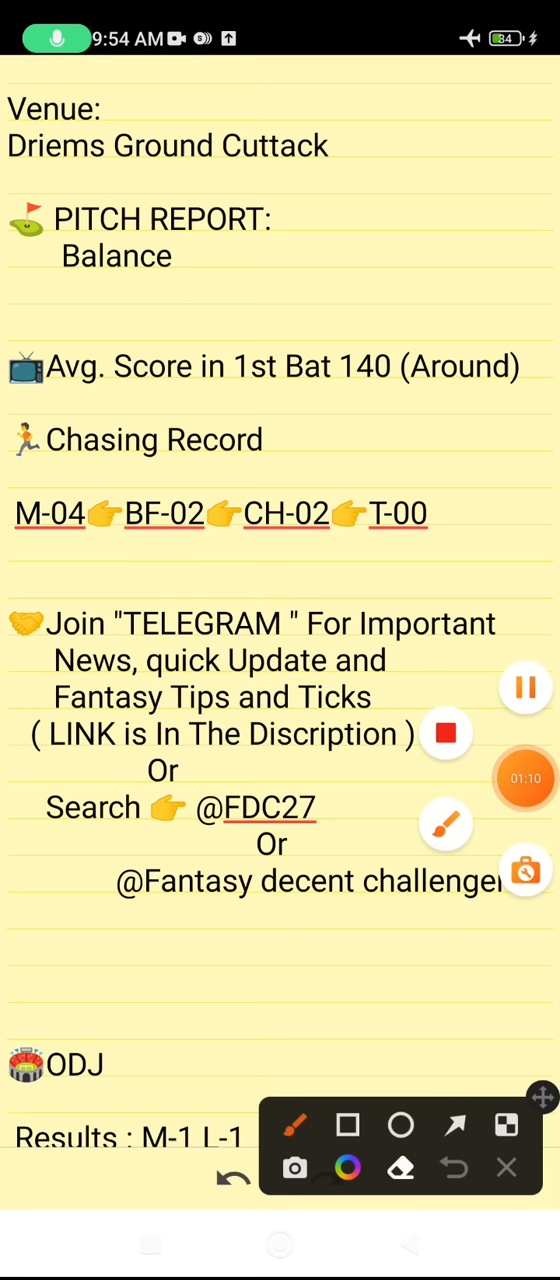 9:54 AM
34
Venue:
Driems Ground Cuttack
⛳ PITCH REPORT:
Balance
📺Avg. Score in 1st Bat 140 (Around)
🏃Chasing Record
M-04👉BF-02👉CH-02👉T-00
🤝Join "TELEGRAM " For Important
News, quick Update and
Fantasy Tips and Ticks
( LINK is In The Discription )
Or
01:10
Search 👉 @FDC27
Or
@Fantasy decent challenger
🏟ODJ
Results : M-1 L-1